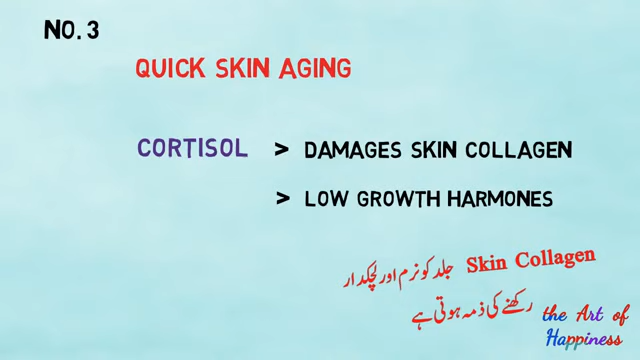 NO. 3
QUICK SKIN AGING
CORTISOL > DAMAGES SKIN COLLAGEN
> LOW GROWTH HARMONES
Skin Collagen جلد کو نرم اور لچکدار
رکھنے کی ذمہ ہوتی ہے
the Art of
Happiness